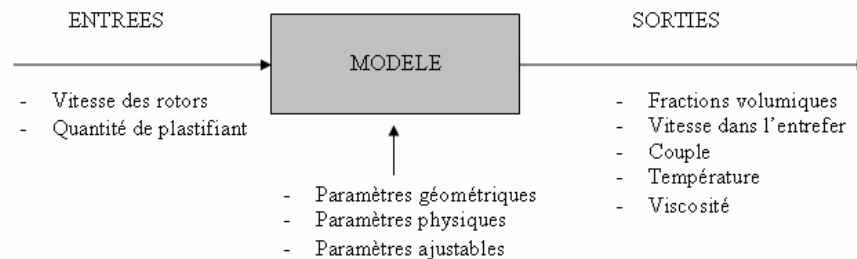 ENTREES
SORTIES
MODELE
- Vitesse des rotors
- Quantité de plastifiant
- Fractions volumiques
- Vitesse dans l'entrefer
- Couple
- Température
- Viscosité
- Paramètres géométriques
- Paramètres physiques
- Paramètres ajustables